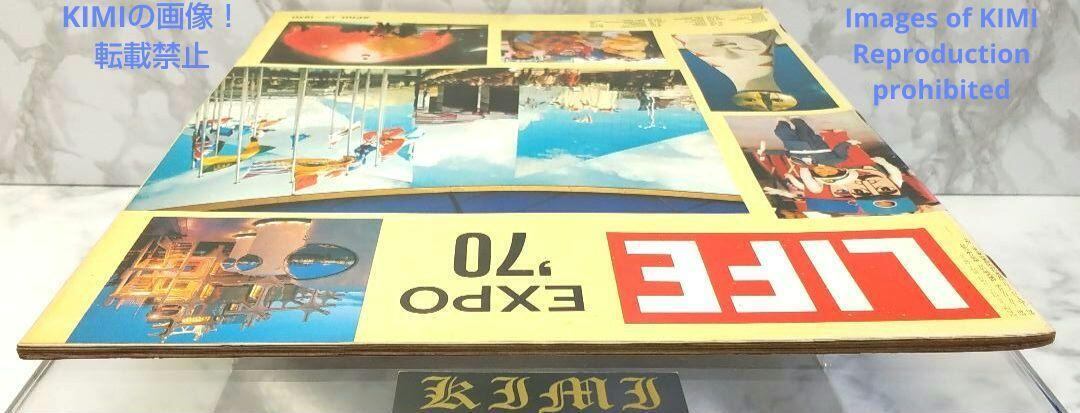 KIMIの画像！
転載禁止
Images of KIMI
Reproduction
prohibited
LIFE
EXPO
'70
KIMI